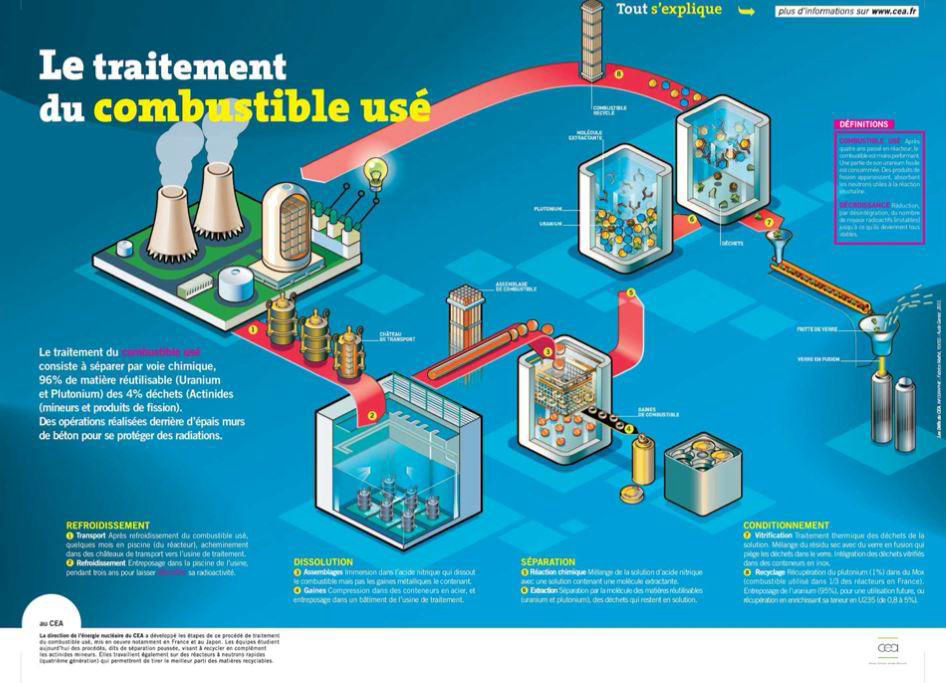 Tout s'explique
plus d'informations sur www.cea.fr
Le traitement
du combustible usé
COMBUSTIBLE
RECYCLÉ
MOLÉCULE
EXTRACTANTE
PLUTONIUM
URANIUM
DÉCHETS
DÉFINITIONS
COMBUSTIBLE USÉ Après
quatre ans passé en réacteur, le
combustible est moins performant.
Une partie de son uranium fissile
est consommée. Des produits de
fission apparaissent, absorbant
les neutrons utiles à la réaction
DÉCROISSANCE Réduction,
par désintégration, du nombre
de noyaux radioactifs (instables)
jusqu'à ce qu'ils deviennent tous
stables.
ASSEMBLAGE
DE COMBUSTIBLE
CHÂTEAU
DE TRANSPORT
FRITTE DE VERRE
VERRE EN FUSION
GAINES
DE COMBUSTIBLE
1
2
3
4
5
6
7
8
Le traitement du combustible usé
consiste à séparer par voie chimique,
96% de matière réutilisable (Uranium
et Plutonium) des 4% déchets (Actinides
(mineurs et produits de fission).
Des opérations réalisées derrière d'épais murs
de béton pour se protéger des radiations.
REFROIDISSEMENT
1 Transport Après refroidissement du combustible usé,
quelques mois en piscine (du réacteur), acheminement
dans des châteaux de transport vers l'usine de traitement.
2 Refroidissement Entreposage dans la piscine de l'usine,
pendant trois ans pour laisser décroître sa radioactivité.
DISSOLUTION
3 Assemblages Immersion dans l'acide nitrique qui dissout
le combustible mais pas les gaines métalliques le contenant.
4 Gaines Compression dans des conteneurs en acier, et
entreposage dans un bâtiment de l'usine de traitement.
SÉPARATION
5 Réaction chimique Mélange de la solution d'acide nitrique
avec une solution contenant une molécule extractante.
6 Extraction Séparation par la molécule des matières réutilisables
(uranium et plutonium), des déchets qui restent en solution.
CONDITIONNEMENT
7 Vitrification Traitement thermique des déchets de la
solution. Mélange du résidu sec avec du verre en fusion qui
piège les déchets dans le verre. Intégration des déchets vitrifiés
dans des conteneurs en inox.
8 Recyclage Récupération du plutonium (1%) dans du Mox
(combustible utilisé dans 1/3 des réacteurs en France).
Entreposage de l'uranium (95%), pour une utilisation future, ou
récupération en enrichissant sa teneur en U235 (de 0,8 à 5%).
au CEA
La direction de l'énergie nucléaire du CEA a développé les étapes de ce procédé de traitement
du combustible usé, mis en oeuvre notamment en France et au Japon. Les équipes étudient
aujourd'hui des procédés, dits de séparation poussée, visant à recycler en complément
les actinides mineurs. Elles travaillent également sur des réacteurs à neutrons rapides
(quatrième génération) qui permettront de tirer le meilleur parti des matières recyclables.
cea